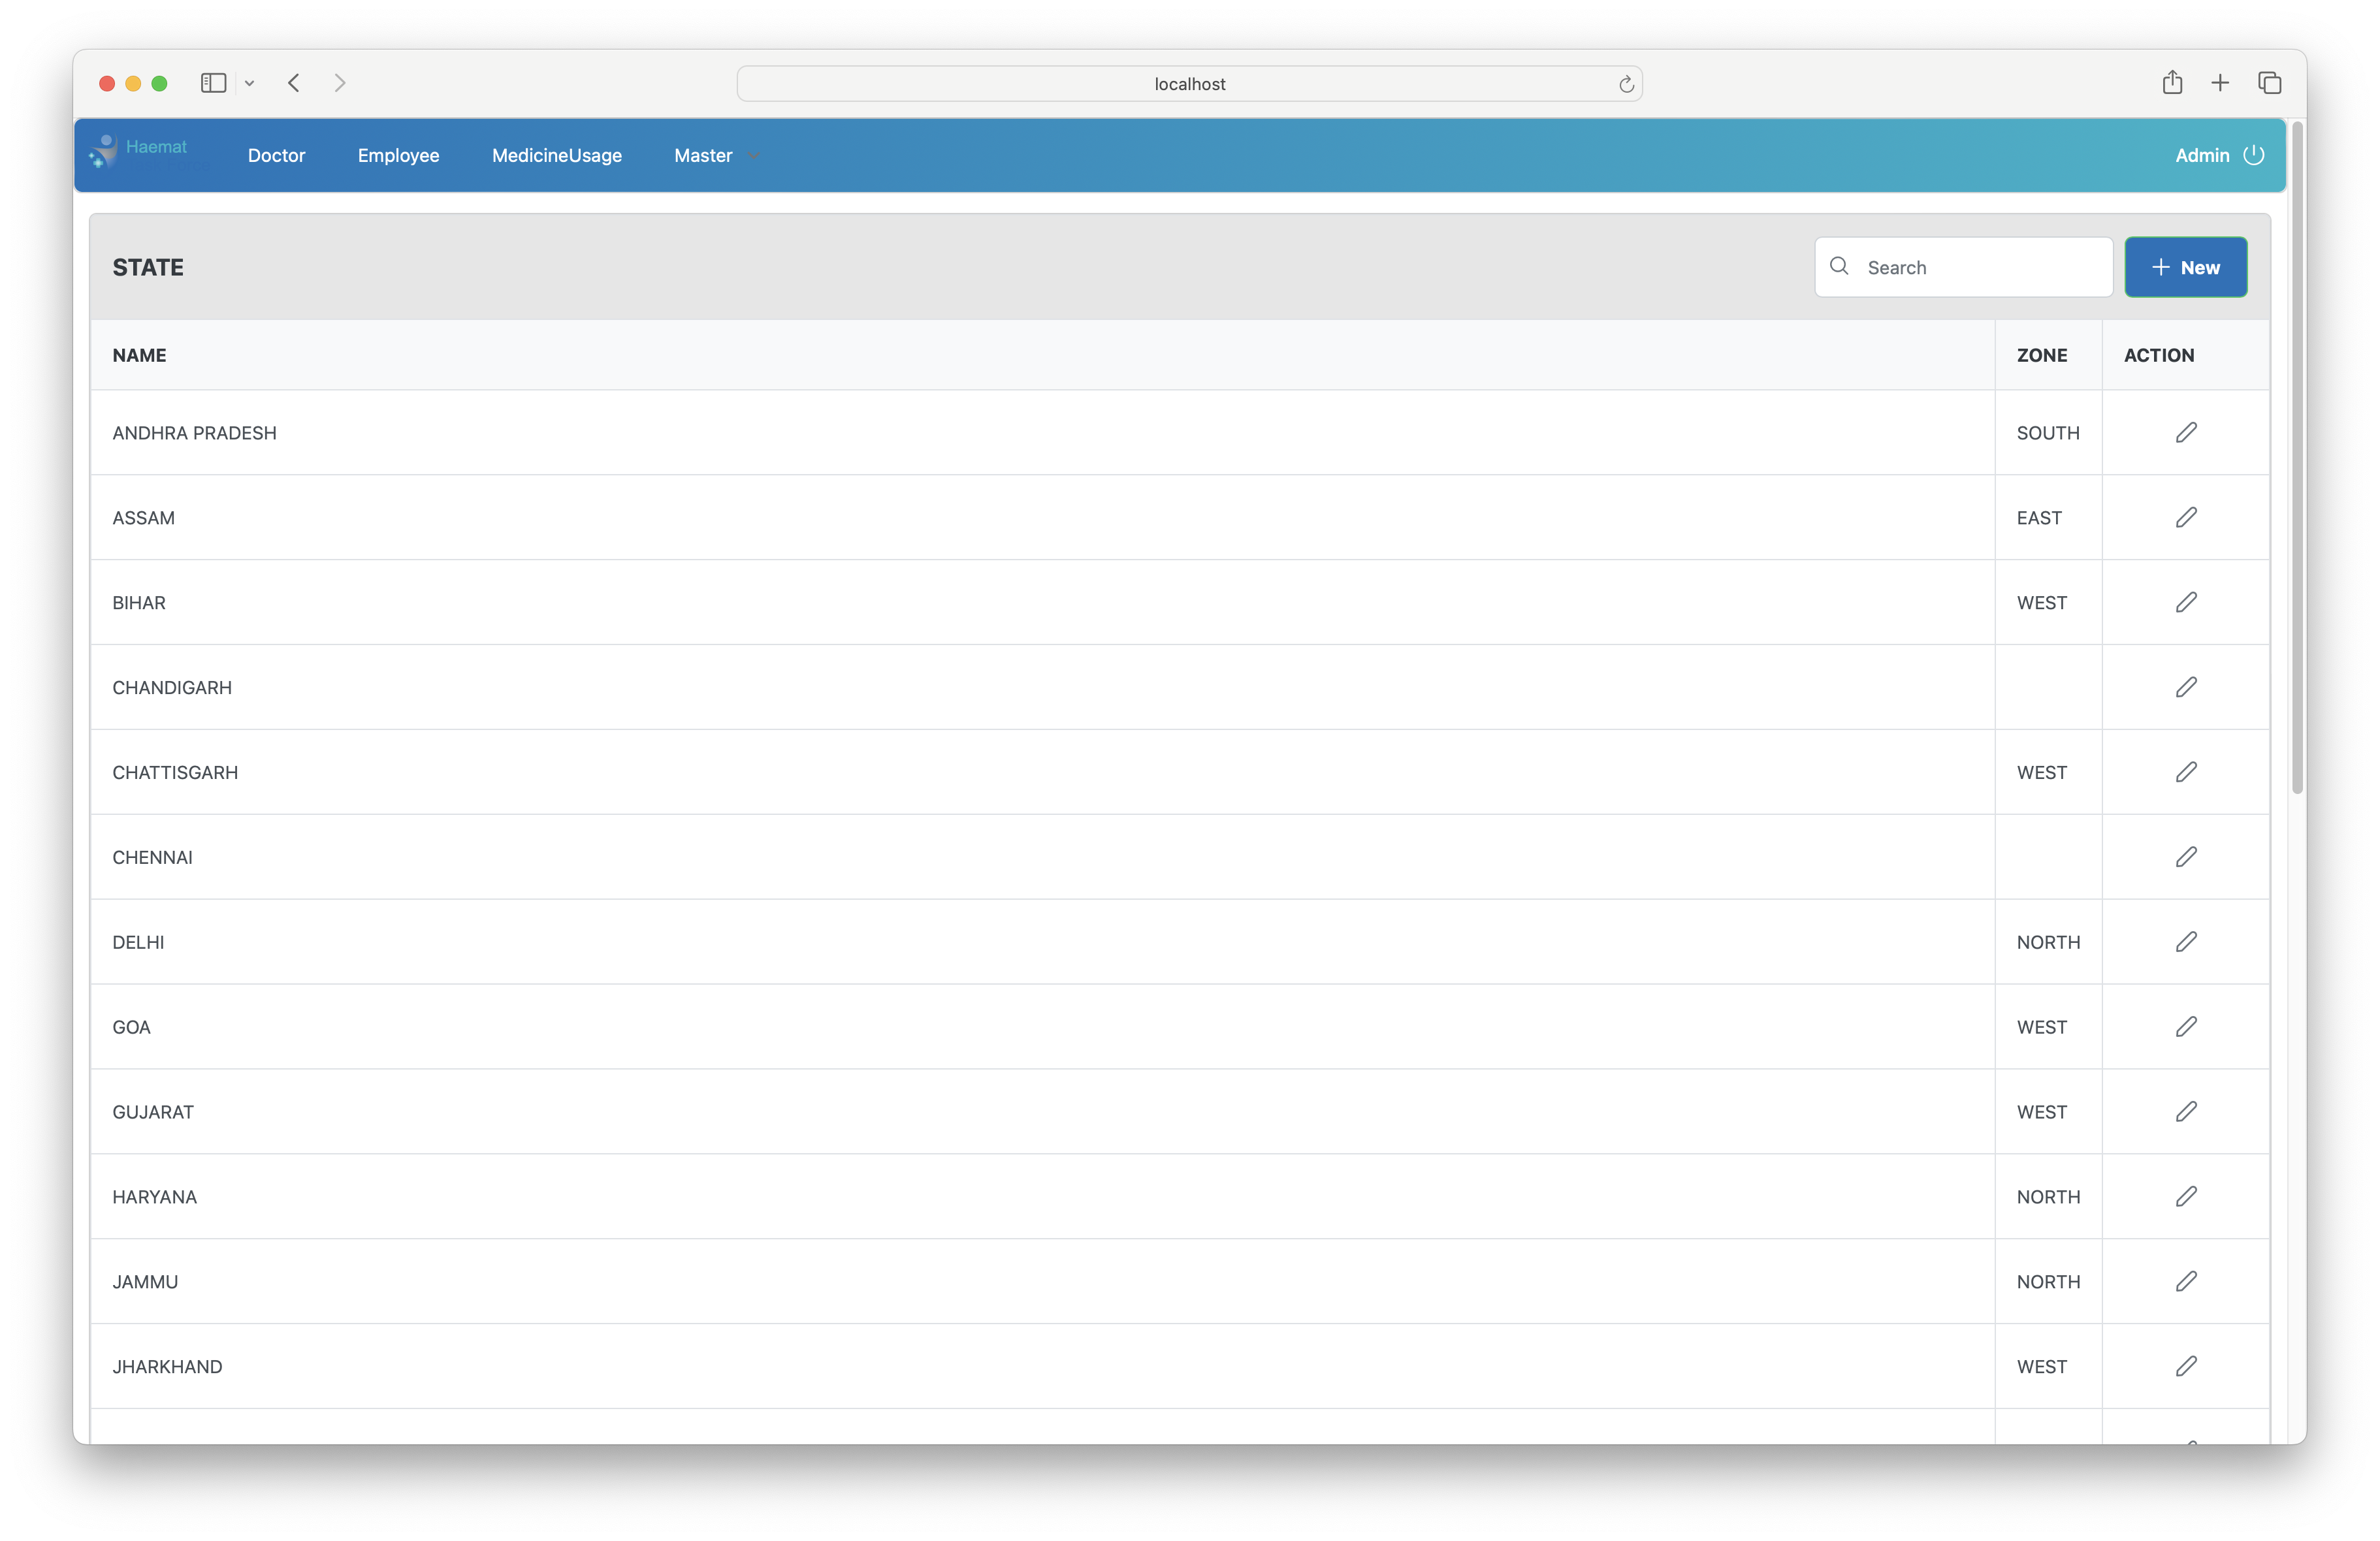 localhost
Haemat Doctor Employee MedicineUsage Master Admin
STATE Search New
NAME ZONE ACTION
ANDHRA PRADESH SOUTH
ASSAM EAST
BIHAR WEST
CHANDIGARH
CHATTISGARH WEST
CHENNAI
DELHI NORTH
GOA WEST
GUJARAT WEST
HARYANA NORTH
JAMMU NORTH
JHARKHAND WEST